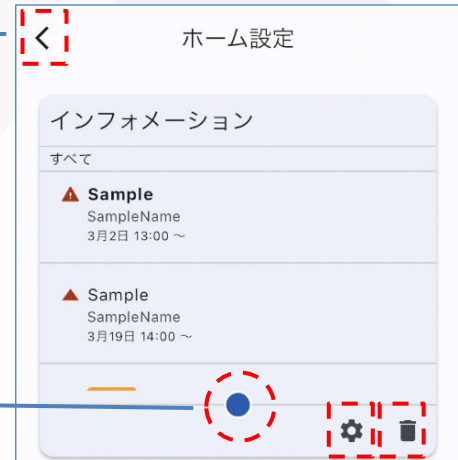 ホーム設定
インフォメーション
すべて
Sample
SampleName
3月2日 13:00 ～
Sample
SampleName
3月19日 14:00 ～